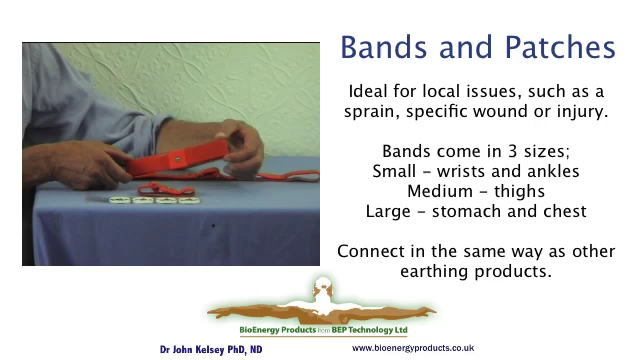 Bands and Patches
Ideal for local issues, such as a
sprain, specific wound or injury.
Bands come in 3 sizes;
Small – wrists and ankles
Medium – thighs
Large – stomach and chest
Connect in the same way as other
earthing products.
BioEnergy Products from BEP Technology Ltd
Dr John Kelsey PhD, ND
www.bioenergyproducts.co.uk